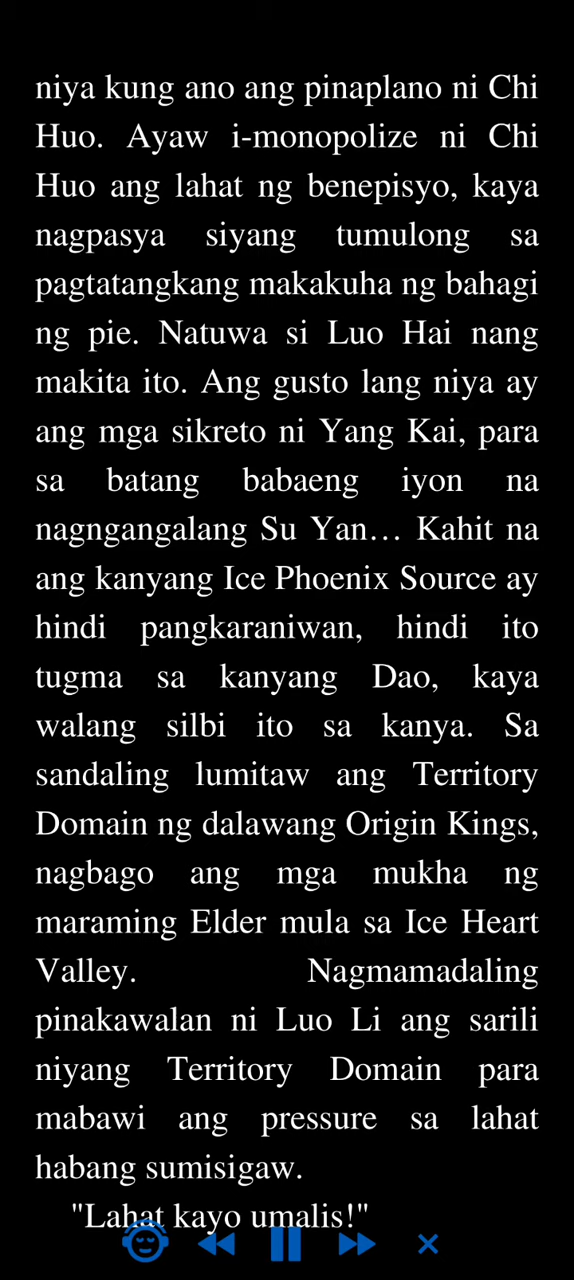 niya kung ano ang pinaplano ni Chi
Huo. Ayaw i-monopolize ni Chi
Huo ang lahat ng benepisyo, kaya
nagpasya siyang tumulong sa
pagtatangkang makakuha ng bahagi
ng pie. Natuwa si Luo Hai nang
makita ito. Ang gusto lang niya ay
ang mga sikreto ni Yang Kai, para
sa batang babaeng iyon na
nagngangalang Su Yan… Kahit na
ang kanyang Ice Phoenix Source ay
hindi pangkaraniwan, hindi ito
tugma sa kanyang Dao, kaya
walang silbi ito sa kanya. Sa
sandaling lumitaw ang Territory
Domain ng dalawang Origin Kings,
nagbago ang mga mukha ng
maraming Elder mula sa Ice Heart
Valley. Nagmamadaling
pinakawalan ni Luo Li ang sarili
niyang Territory Domain para
mabawi ang pressure sa lahat
habang sumisigaw.
"Lahat kayo umalis!"